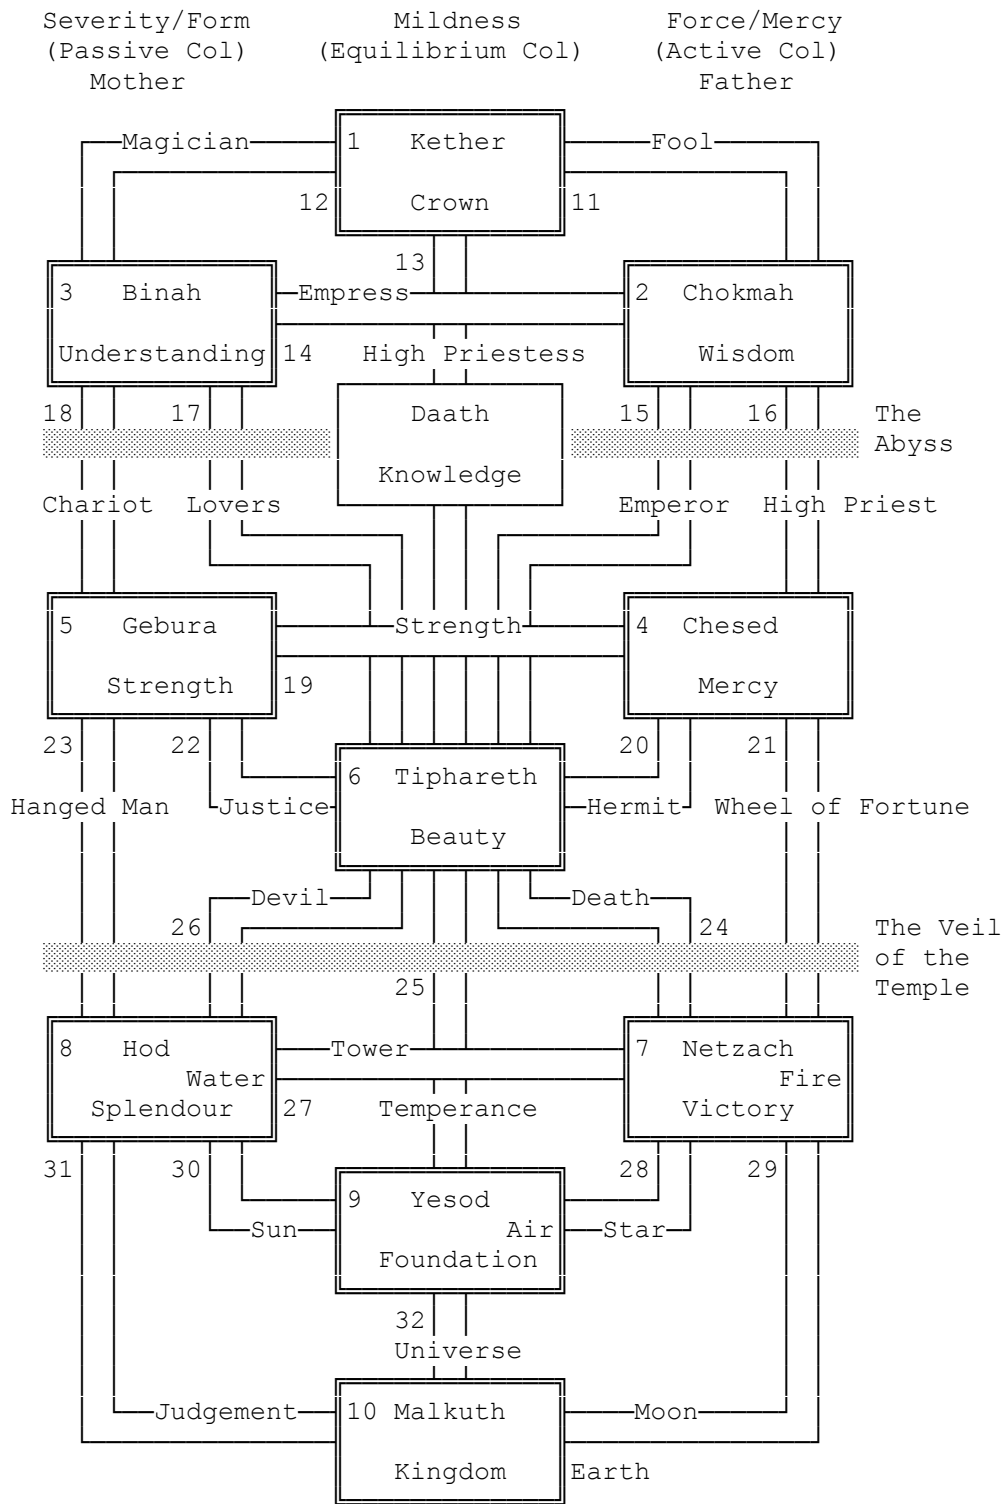 Severity/Form Mildness Force/Mercy
(Passive Col) (Equilibrium Col) (Active Col)
Mother Father
Magician 1 Kether Fool
12 Crown 11
13
3 Binah Empress 2 Chokmah
Understanding 14 High Priestess Wisdom
18 17 Daath 15 16 The
Abyss
Knowledge
Chariot Lovers Emperor High Priest
5 Gebura Strength 4 Chesed
Strength 19 Mercy
23 22 20 21
6 Tiphareth
Hanged Man Justice Hermit Wheel of Fortune
Beauty
Devil Death
26 24 The Veil
of the
25 Temple
8 Hod Tower 7 Netzach
Water Fire
Splendour 27 Temperance Victory
31 30 28 29
9 Yesod
Sun Air Star
Foundation
32
Universe
Judgement 10 Malkuth Moon
Kingdom Earth